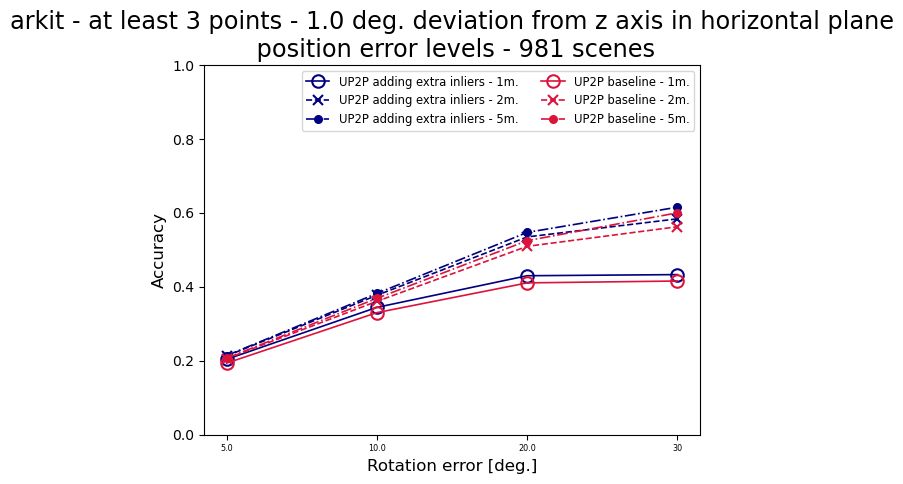 arkit - at least 3 points - 1.0 deg. deviation from z axis in horizontal plane
position error levels - 981 scenes
UP2P adding extra inliers - 1m.
UP2P adding extra inliers - 2m.
UP2P adding extra inliers - 5m.
UP2P baseline - 1m.
UP2P baseline - 2m.
UP2P baseline - 5m.
Accuracy
1.0
0.8
0.6
0.4
0.2
0.0
5.0 10.0 20.0 30
Rotation error [deg.]